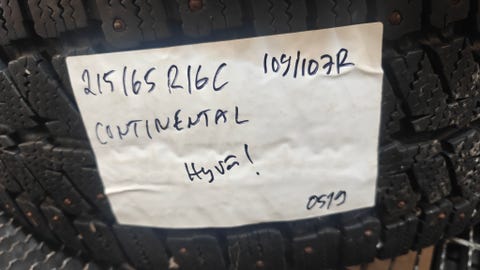 215/65 R16C 109/107R
CONTINENTAL
Hyvä!
0519